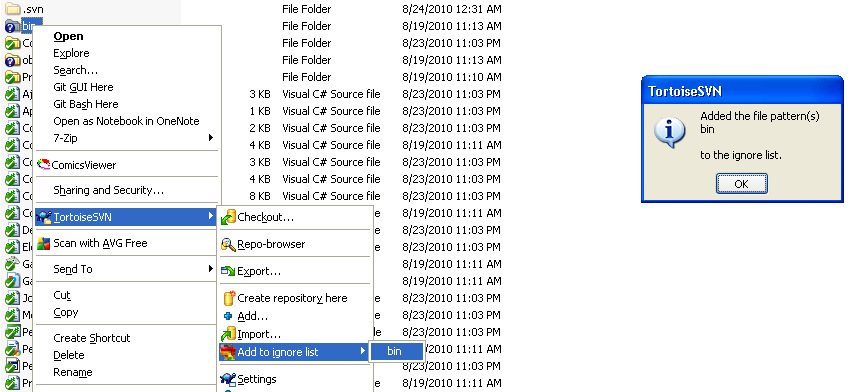 .svn File Folder 8/24/2010 12:31 AM
bin File Folder 8/19/2010 11:13 AM
Open
File Folder 8/23/2010 11:03 PM
Explore
ob File Folder 8/19/2010 11:13 AM
Search...
Pr File Folder 8/19/2010 11:10 AM
Git GUI Here
Aj 3 KB Visual C# Source file 8/23/2010 11:03 PM
Git Bash Here
Ap 1 KB Visual C# Source file 8/23/2010 11:03 PM
Open as Notebook in OneNote
Co 2 KB Visual C# Source file 8/23/2010 11:03 PM
7-Zip
Co 4 KB Visual C# Source file 8/19/2010 11:11 AM
ComicsViewer
Co 3 KB Visual C# Source file 8/23/2010 11:03 PM
Co 4 KB Visual C# Source file 8/23/2010 11:03 PM
Sharing and Security...
Co 8 KB Visual C# Source file 8/23/2010 11:03 PM
TortoiseSVN
8/19/2010 11:11 AM
Checkout...
De 8/23/2010 11:03 PM
Scan with AVG Free
Repo-browser
Ele 8/23/2010 11:03 PM
Ga 8/19/2010 11:11 AM
Send To
Export...
Ga 8/19/2010 11:11 AM
Cut
Create repository here
Jo e 8/23/2010 11:03 PM
Copy
Add...
Me e 8/23/2010 11:03 PM
Create Shortcut
Import...
Pe e 8/23/2010 11:03 PM
Delete
Add to ignore list
bin
Pe 11:11 AM
Rename
Pe 8/23/2010 11:03 PM
Settings
Pr e 8/19/2010 11:11 AM
TortoiseSVN
Added the file pattern(s)
bin
to the ignore list.
OK